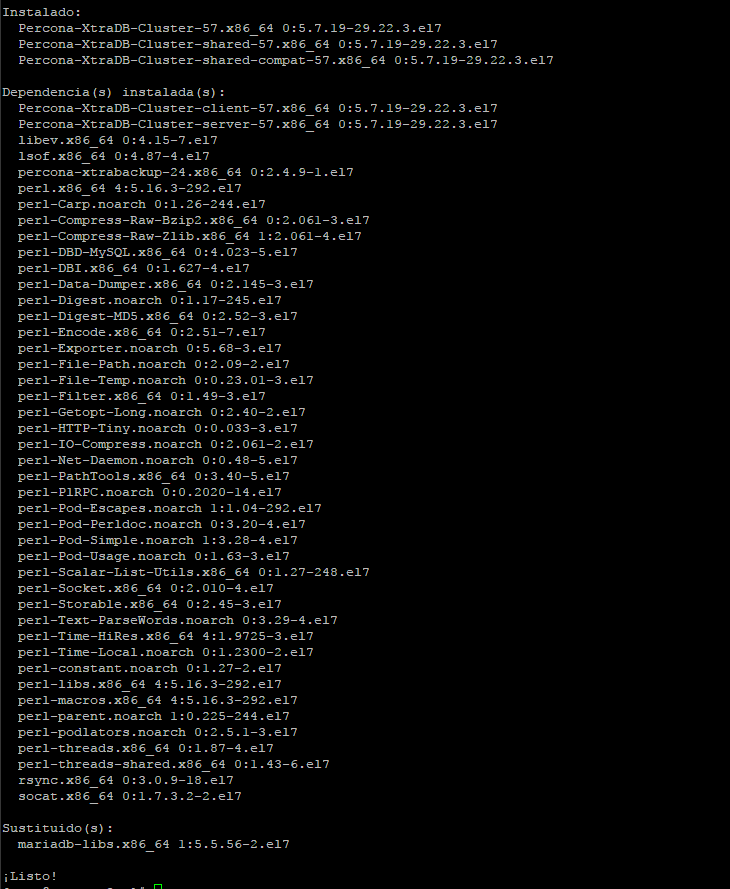 Instalado:
Percona-XtraDB-Cluster-57.x86_64 0:5.7.19-29.22.3.el7
Percona-XtraDB-Cluster-shared-57.x86_64 0:5.7.19-29.22.3.el7
Percona-XtraDB-Cluster-shared-compat-57.x86_64 0:5.7.19-29.22.3.el7
Dependencia(s) instalada(s):
Percona-XtraDB-Cluster-client-57.x86_64 0:5.7.19-29.22.3.el7
Percona-XtraDB-Cluster-server-57.x86_64 0:5.7.19-29.22.3.el7
libev.x86_64 0:4.15-7.el7
lsof.x86_64 0:4.87-4.el7
percona-xtrabackup-24.x86_64 0:2.4.9-1.el7
perl.x86_64 4:5.16.3-292.el7
perl-Carp.noarch 0:1.26-244.el7
perl-Compress-Raw-Bzip2.x86_64 0:2.061-3.el7
perl-Compress-Raw-Zlib.x86_64 1:2.061-4.el7
perl-DBD-MySQL.x86_64 0:4.023-5.el7
perl-DBI.x86_64 0:1.627-4.el7
perl-Data-Dumper.x86_64 0:2.145-3.el7
perl-Digest.noarch 0:1.17-245.el7
perl-Digest-MD5.x86_64 0:2.52-3.el7
perl-Encode.x86_64 0:2.51-7.el7
perl-Exporter.noarch 0:5.68-3.el7
perl-File-Path.noarch 0:2.09-2.el7
perl-File-Temp.noarch 0:0.23.01-3.el7
perl-Filter.x86_64 0:1.49-3.el7
perl-Getopt-Long.noarch 0:2.40-2.el7
perl-HTTP-Tiny.noarch 0:0.033-3.el7
perl-IO-Compress.noarch 0:2.061-2.el7
perl-Net-Daemon.noarch 0:0.48-5.el7
perl-PathTools.x86_64 0:3.40-5.el7
perl-PlRPC.noarch 0:0.2020-14.el7
perl-Pod-Escapes.noarch 1:1.04-292.el7
perl-Pod-Perldoc.noarch 0:3.20-4.el7
perl-Pod-Simple.noarch 1:3.28-4.el7
perl-Pod-Usage.noarch 0:1.63-3.el7
perl-Scalar-List-Utils.x86_64 0:1.27-248.el7
perl-Socket.x86_64 0:2.010-4.el7
perl-Storable.x86_64 0:2.45-3.el7
perl-Text-ParseWords.noarch 0:3.29-4.el7
perl-Time-HiRes.x86_64 4:1.9725-3.el7
perl-Time-Local.noarch 0:1.2300-2.el7
perl-constant.noarch 0:1.27-2.el7
perl-libs.x86_64 4:5.16.3-292.el7
perl-macros.x86_64 4:5.16.3-292.el7
perl-parent.noarch 1:0.225-244.el7
perl-podlators.noarch 0:2.5.1-3.el7
perl-threads.x86_64 0:1.87-4.el7
perl-threads-shared.x86_64 0:1.43-6.el7
rsync.x86_64 0:3.0.9-18.el7
socat.x86_64 0:1.7.3.2-2.el7
Sustituido(s):
mariadb-libs.x86_64 1:5.5.56-2.el7
¡Listo!